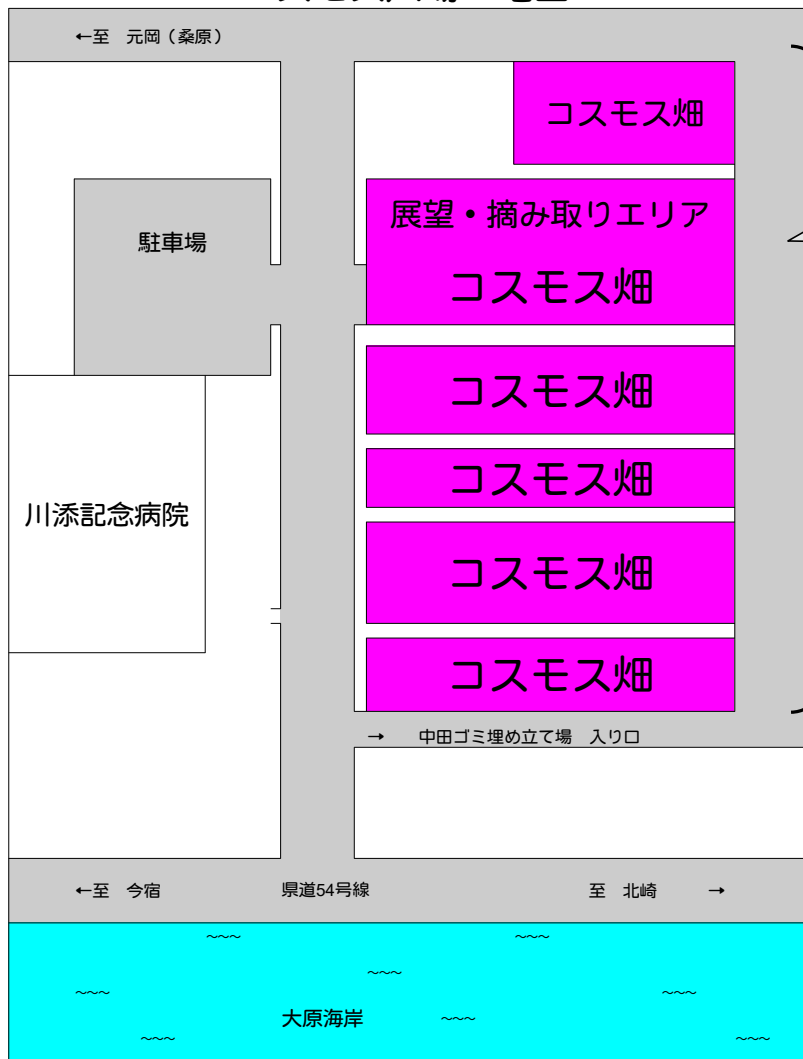 ←至　元岡（桑原）
コスモス畑
展望・摘み取りエリア
駐車場
コスモス畑
コスモス畑
コスモス畑
川添記念病院
コスモス畑
コスモス畑
→　中田ゴミ埋め立て場　入り口
←至　今宿　県道54号線　至　北崎　→
大原海岸